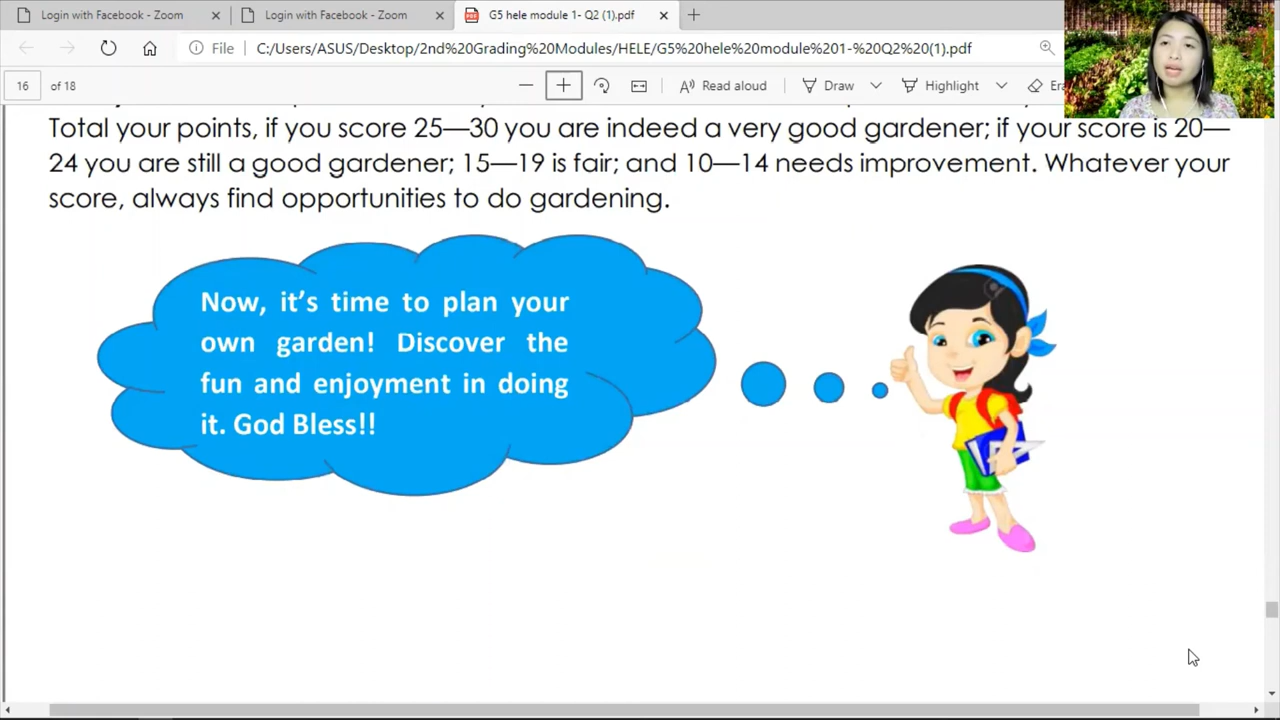 Login with Facebook - Zoom
Login with Facebook - Zoom
G5 hele module 1- Q2 (1).pdf
File
C:/Users/ASUS/Desktop/2nd%20Grading%20Modules/HELE/G5%20hele%20module%201-%20Q2%20(1).pdf
16 of 18
Read aloud
Draw
Highlight
Total your points, if you score 25—30 you are indeed a very good gardener; if your score is 20—
24 you are still a good gardener; 15—19 is fair; and 10—14 needs improvement. Whatever your
score, always find opportunities to do gardening.
Now, it's time to plan your
own garden! Discover the
fun and enjoyment in doing
it. God Bless!!